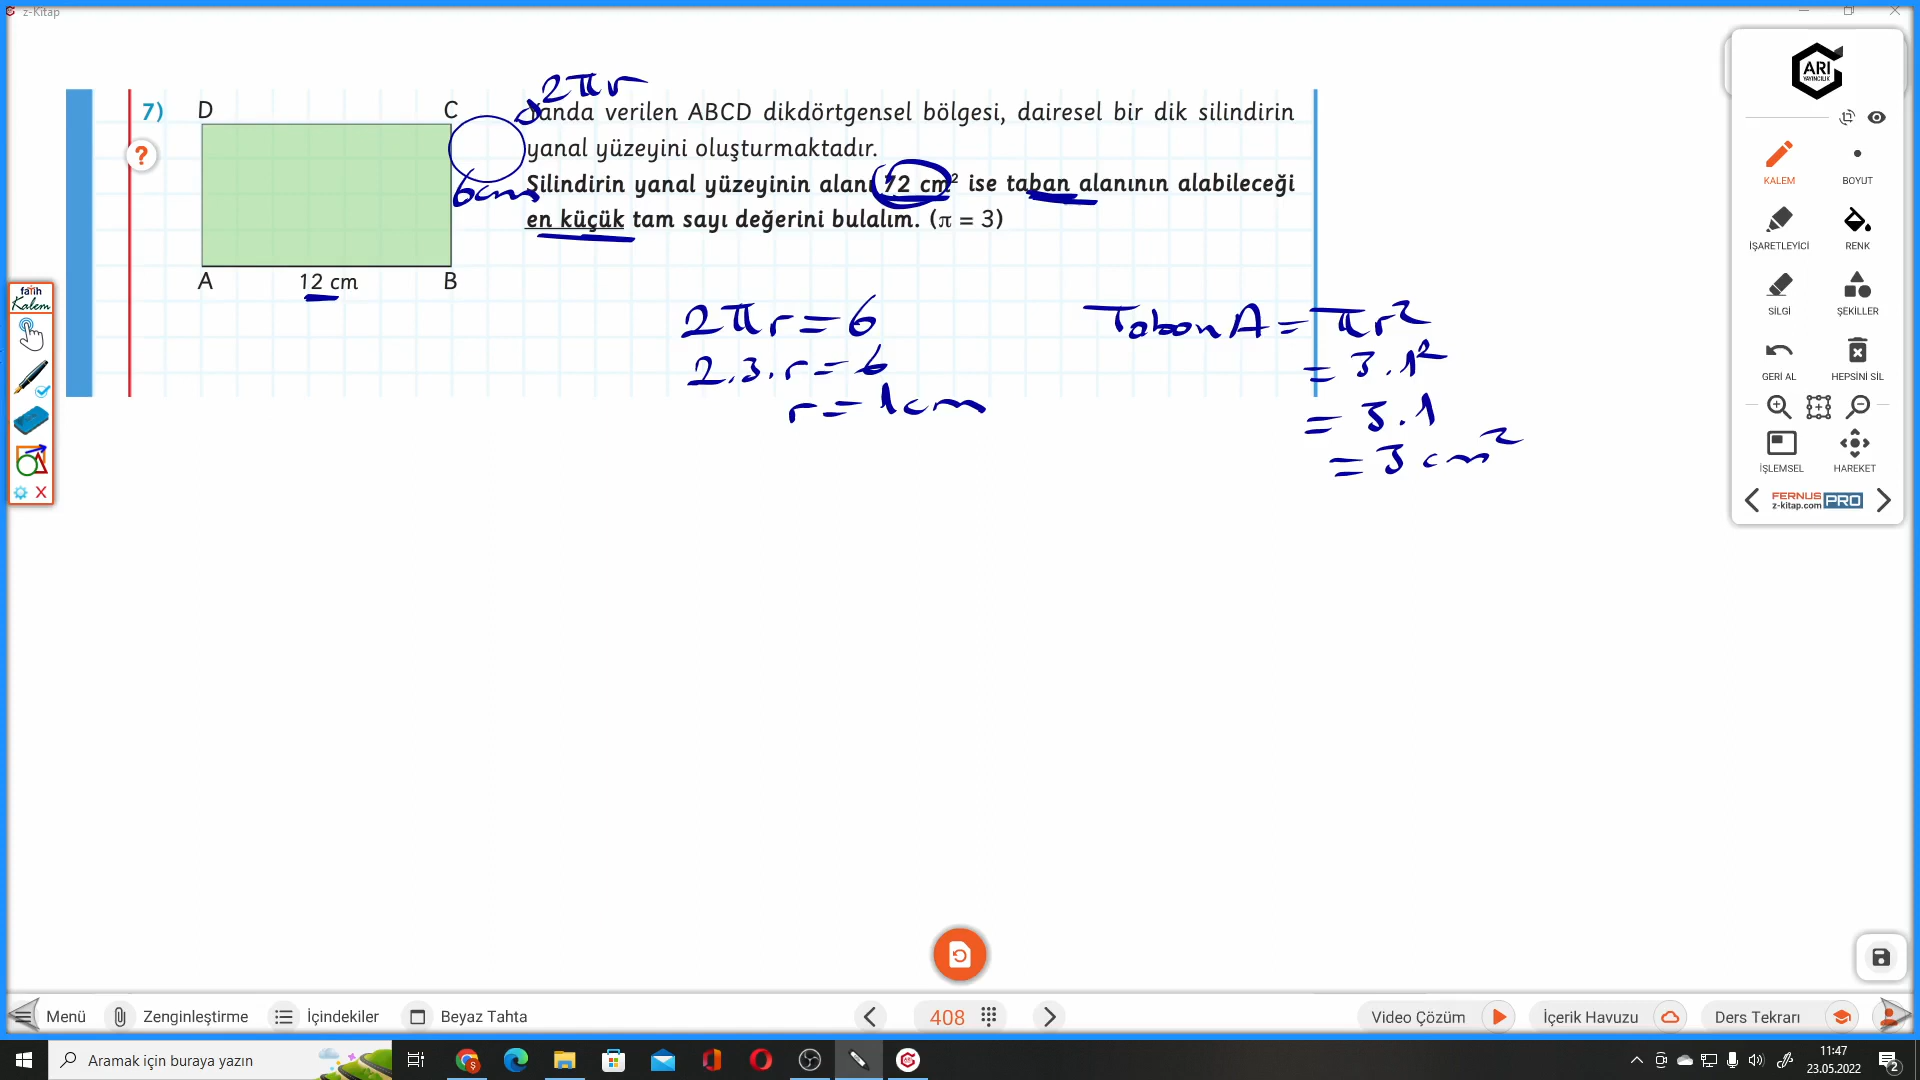 z-Kitap
7)
D
C
2πr
Yanda verilen ABCD dikdörtgensel bölgesi, dairesel bir dik silindirin
yanal yüzeyini oluşturmaktadır.
6cm
Silindirin yanal yüzeyinin alanı 72 cm² ise taban alanının alabileceği
en küçük tam sayı değerini bulalım. (π = 3)
?
A
12 cm
B
2πr = 6
2.3.r = 6
r = 1cm
Taban A = πr²
= 3.1²
= 3.1
= 3 cm²
fatih
Kalem
X
ARI
YAYINCILIK
KALEM
BOYUT
İŞARETLEYİCİ
RENK
SİLGİ
ŞEKİLLER
GERİ AL
HEPSİNİ SİL
İŞLEMSEL
HAREKET
FERNUS PRO
z-kitap.com
Menü
Zenginleştirme
İçindekiler
Beyaz Tahta
408
Video Çözüm
İçerik Havuzu
Ders Tekrarı
Aramak için buraya yazın
11:47
23.05.2022
2